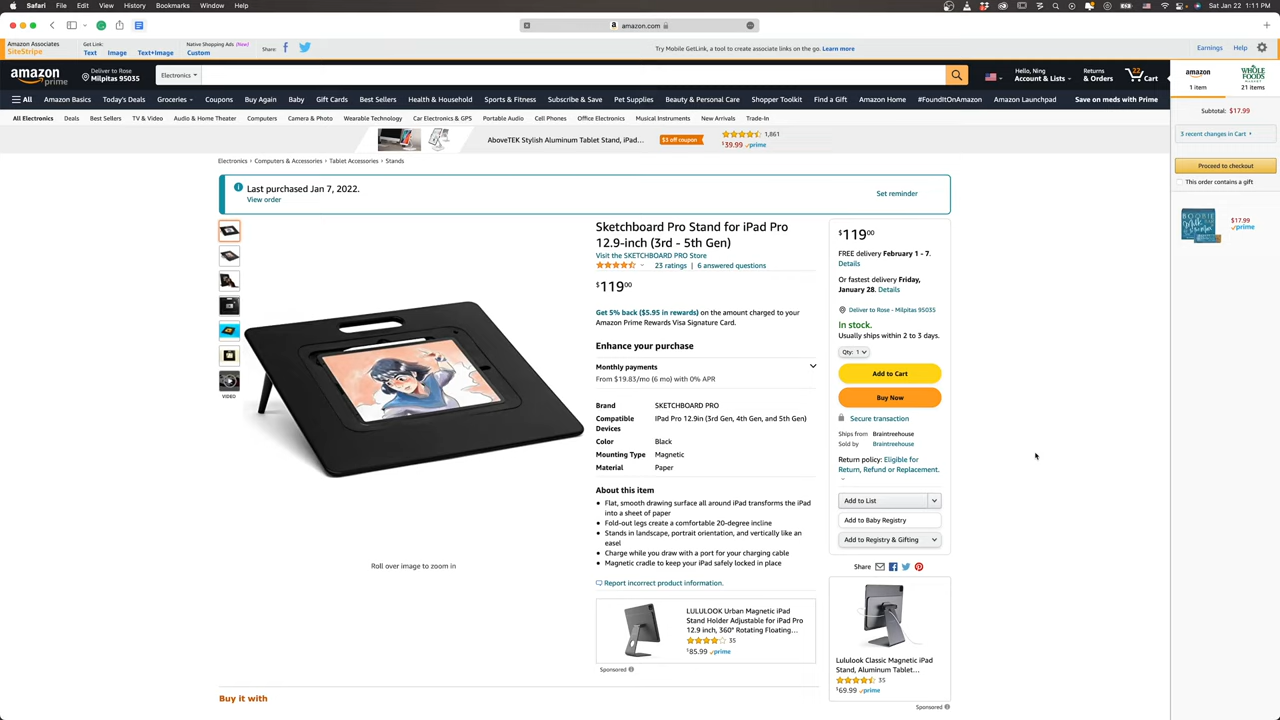 Safari File Edit View History Bookmarks Window Help
Sat Jan 22 1:11 PM
amazon.com
Amazon Associates
SiteStripe
Get Link:
Text Image Text+Image
Native Shopping Ads (New)
Custom
Share:
Try Mobile GetLink, a tool to create associate links on the go. Learn more
Earnings Help
amazon
prime
Deliver to Rose
Milpitas 95035
Electronics
Hello, Ning
Account & Lists
Returns
& Orders
22
Cart
All Amazon Basics Today's Deals Groceries Coupons Buy Again Baby Gift Cards Best Sellers Health & Household Sports & Fitness Subscribe & Save Pet Supplies Beauty & Personal Care Shopper Toolkit Find a Gift Amazon Home #FoundItOnAmazon Amazon Launchpad Save on meds with Prime
All Electronics Deals Best Sellers TV & Video Audio & Home Theater Computers Camera & Photo Wearable Technology Car Electronics & GPS Portable Audio Cell Phones Office Electronics Musical Instruments New Arrivals Trade-In
AboveTEK Stylish Aluminum Tablet Stand, iPad...
$3 off coupon
1,861
$39.99 prime
Electronics › Computers & Accessories › Tablet Accessories › Stands
Last purchased Jan 7, 2022.
View order
Set reminder
VIDEO
Roll over image to zoom in
Sketchboard Pro Stand for iPad Pro
12.9-inch (3rd - 5th Gen)
Visit the SKETCHBOARD PRO Store
23 ratings | 6 answered questions
$119 00
Get 5% back ($5.95 in rewards) on the amount charged to your
Amazon Prime Rewards Visa Signature Card.
Enhance your purchase
Monthly payments
From $19.83/mo (6 mo) with 0% APR
Brand SKETCHBOARD PRO
Compatible iPad Pro 12.9in (3rd Gen, 4th Gen, and 5th Gen)
Devices
Color Black
Mounting Type Magnetic
Material Paper
About this item
• Flat, smooth drawing surface all around iPad transforms the iPad
into a sheet of paper
• Fold-out legs create a comfortable 20-degree incline
• Stands in landscape, portrait orientation, and vertically like an
easel
• Charge while you draw with a port for your charging cable
• Magnetic cradle to keep your iPad safely locked in place
Report incorrect product information.
LULULOOK Urban Magnetic iPad
Stand Holder Adjustable for iPad Pro
12.9 inch, 360° Rotating Floating...
35
$85.99 prime
Sponsored
Buy it with
$119 00
FREE delivery February 1 - 7.
Details
Or fastest delivery Friday,
January 28. Details
Deliver to Rose - Milpitas 95035
In stock.
Usually ships within 2 to 3 days.
Qty: 1
Add to Cart
Buy Now
Secure transaction
Ships from Braintreehouse
Sold by Braintreehouse
Return policy: Eligible for
Return, Refund or Replacement.
Add to List
Add to Baby Registry
Add to Registry & Gifting
Share
Lululook Classic Magnetic iPad
Stand, Aluminum Tablet...
35
$69.99 prime
Sponsored
amazon
1 item
WHOLE
FOODS
MARKET
21 items
Subtotal: $17.99
3 recent changes in Cart
Proceed to checkout
This order contains a gift
$17.99
prime